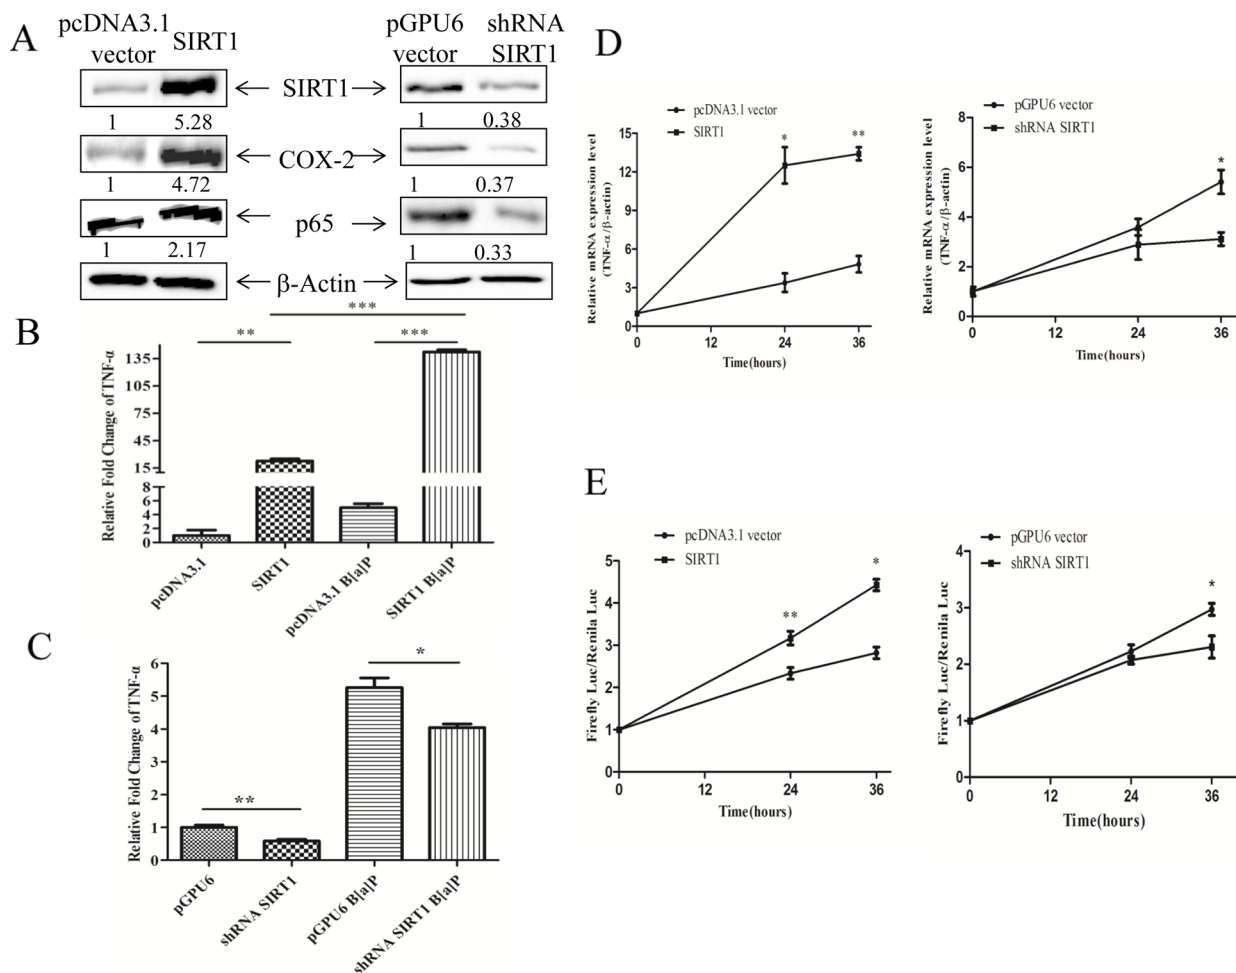 A
pcDNA3.1
vector
SIRT1
pGPU6
vector
shRNA
SIRT1
SIRT1
1 5.28
1 0.38
COX-2
1 4.72
1 0.37
p65
1 2.17
1 0.33
β-Actin
B
Relative Fold Change of TNF-α
135
105
75
45
15
8
6
4
2
0
**
***
***
pcDNA3.1
SIRT1
pcDNA3.1 B[a]P
SIRT1 B[a]P
C
Relative Fold Change of TNF-α
6
5
4
3
2
1
0
**
*
pGPU6
shRNA SIRT1
pGPU6 B[a]P
shRNA SIRT1 B[a]P
D
pcDNA3.1 vector
SIRT1
Relative mRNA expression level
(TNF-α/β-actin)
15
12
9
6
3
0
*
**
0 12 24 36
Time(hours)
pGPU6 vector
shRNA SIRT1
Relative mRNA expression level
(TNF-α/β-actin)
8
6
4
2
0
*
0 12 24 36
Time(hours)
E
pcDNA3.1 vector
SIRT1
Firefly Luc/Renila Luc
5
4
3
2
1
0
**
*
0 12 24 36
Time(hours)
pGPU6 vector
shRNA SIRT1
Firefly Luc/Renila Luc
4
3
2
1
0
*
0 12 24 36
Time(hours)